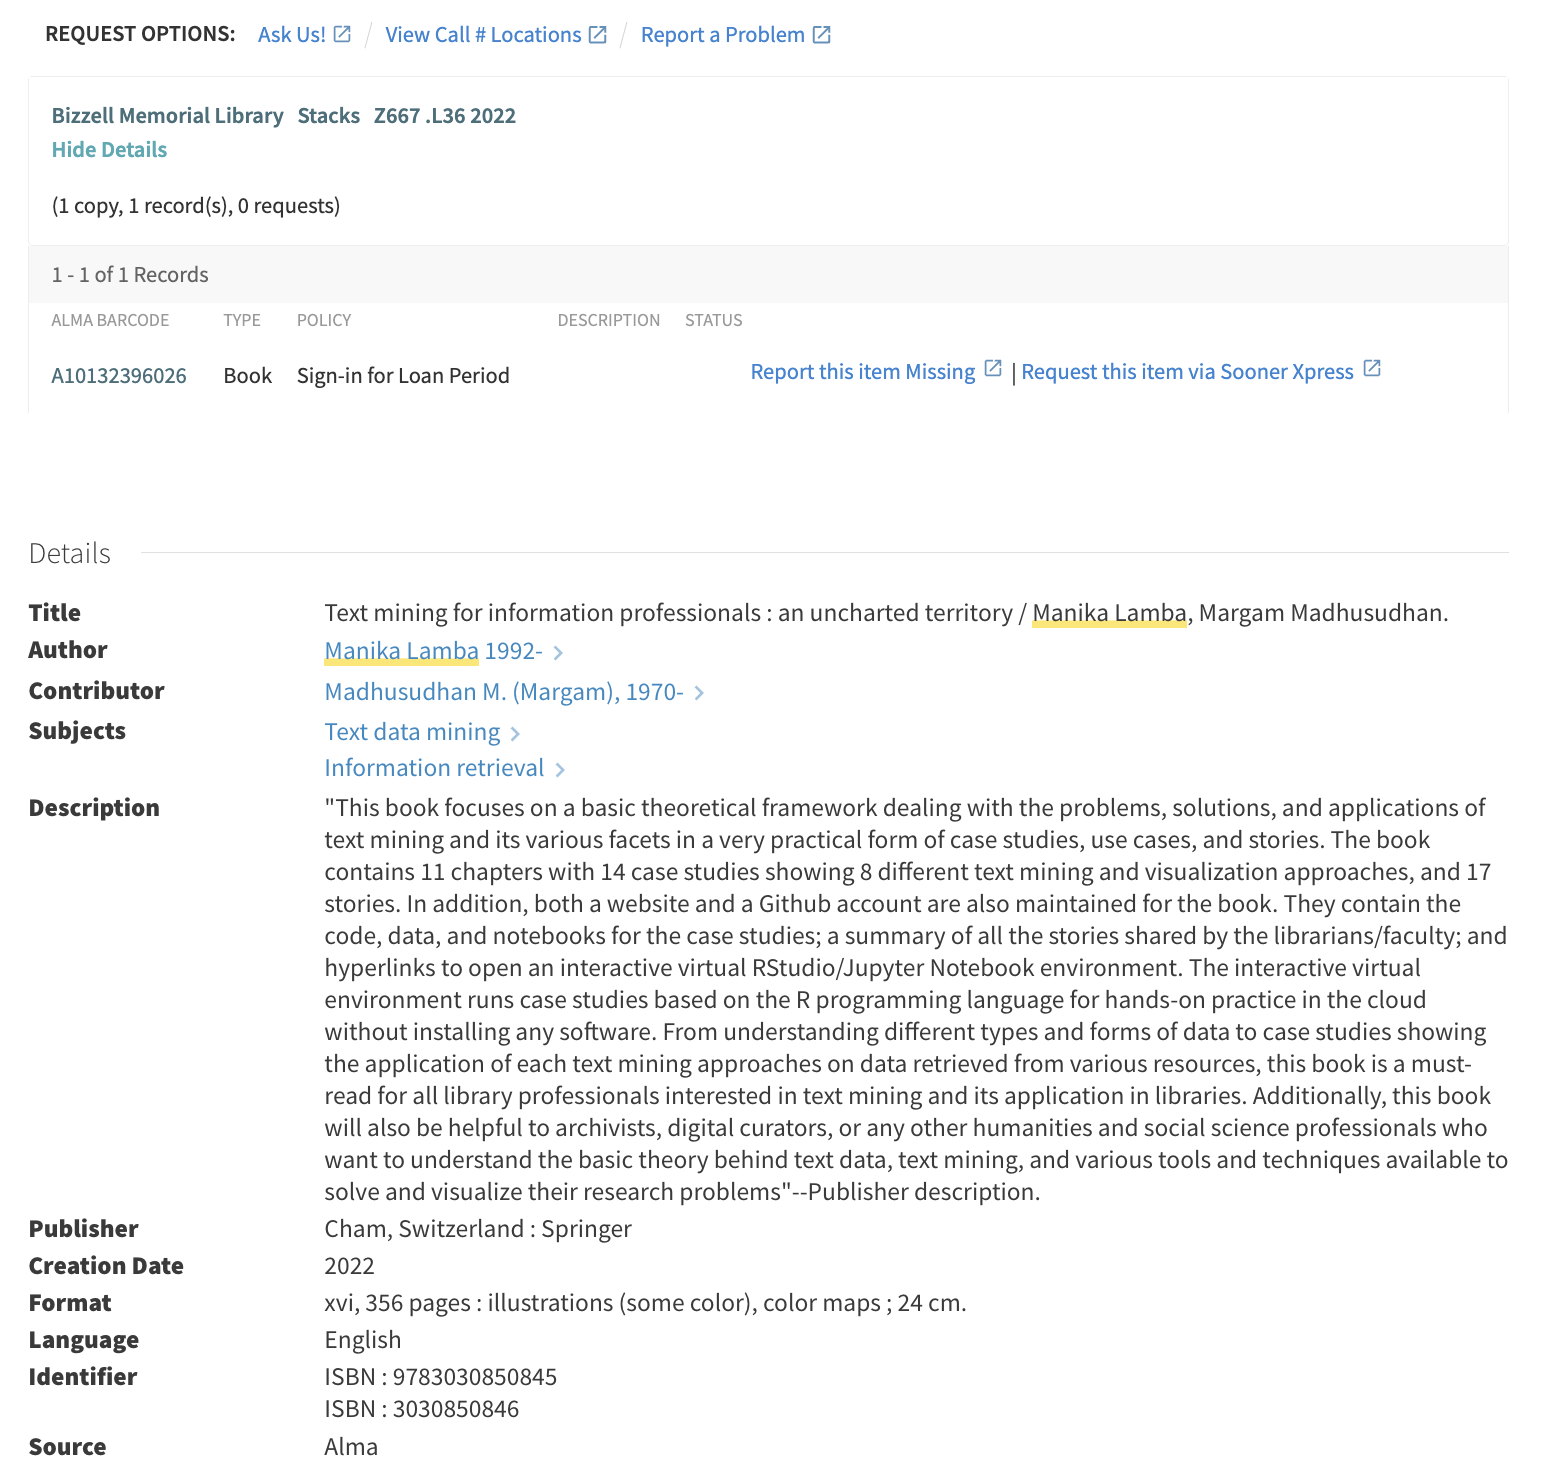 REQUEST OPTIONS: Ask Us! / View Call # Locations / Report a Problem
Bizzell Memorial Library Stacks Z667 .L36 2022
Hide Details
(1 copy, 1 record(s), 0 requests)
1 - 1 of 1 Records
ALMA BARCODE TYPE POLICY DESCRIPTION STATUS
A10132396026 Book Sign-in for Loan Period Report this item Missing | Request this item via Sooner Xpress
Details
Title Text mining for information professionals : an uncharted territory / Manika Lamba, Margam Madhusudhan.
Author Manika Lamba 1992-
Contributor Madhusudhan M. (Margam), 1970-
Subjects Text data mining
Information retrieval
Description "This book focuses on a basic theoretical framework dealing with the problems, solutions, and applications of
text mining and its various facets in a very practical form of case studies, use cases, and stories. The book
contains 11 chapters with 14 case studies showing 8 different text mining and visualization approaches, and 17
stories. In addition, both a website and a Github account are also maintained for the book. They contain the
code, data, and notebooks for the case studies; a summary of all the stories shared by the librarians/faculty; and
hyperlinks to open an interactive virtual RStudio/Jupyter Notebook environment. The interactive virtual
environment runs case studies based on the R programming language for hands-on practice in the cloud
without installing any software. From understanding different types and forms of data to case studies showing
the application of each text mining approaches on data retrieved from various resources, this book is a must-
read for all library professionals interested in text mining and its application in libraries. Additionally, this book
will also be helpful to archivists, digital curators, or any other humanities and social science professionals who
want to understand the basic theory behind text data, text mining, and various tools and techniques available to
solve and visualize their research problems"--Publisher description.
Publisher Cham, Switzerland : Springer
Creation Date 2022
Format xvi, 356 pages : illustrations (some color), color maps ; 24 cm.
Language English
Identifier ISBN : 9783030850845
ISBN : 3030850846
Source Alma